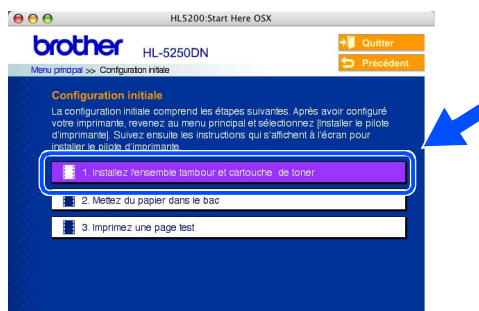 HL5200:Start Here OSX
brother HL-5250DN
Quitter
Précédent
Menu principal >> Configuration initiale
Configuration initiale
La configuration initiale comprend les étapes suivantes. Après avoir configuré
votre imprimante, revenez au menu principal et sélectionnez [Installer le pilote
d'imprimante]. Suivez ensuite les instructions qui s'affichent à l'écran pour
installer le pilote d'imprimante.
1. Installez l'ensemble tambour et cartouche de toner
2. Mettez du papier dans le bac
3. Imprimez une page test